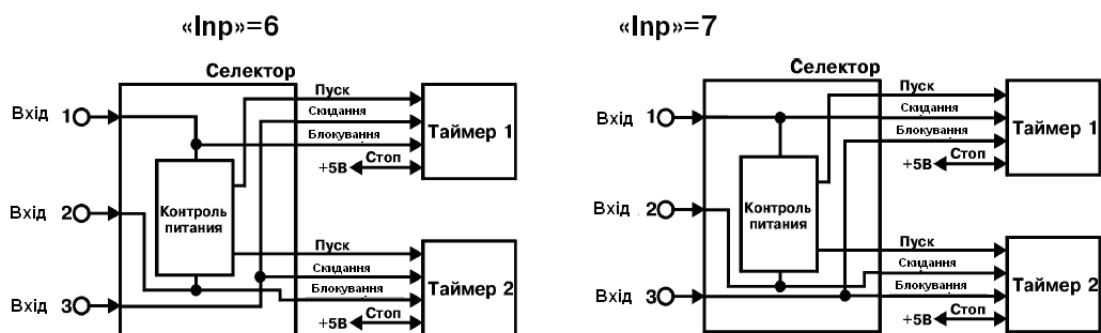 «Inp»=6
Селектор
Вхід 1
Вхід 2
Вхід 3
Контроль
питания
Пуск
Скидання
Блокування
+5В Стоп
Таймер 1
Пуск
Скидання
Блокування
+5В Стоп
Таймер 2
«Inp»=7
Селектор
Вхід 1
Вхід 2
Вхід 3
Контроль
питания
Пуск
Скидання
Блокування
+5В Стоп
Таймер 1
Пуск
Скидання
Блокування
+5В Стоп
Таймер 2